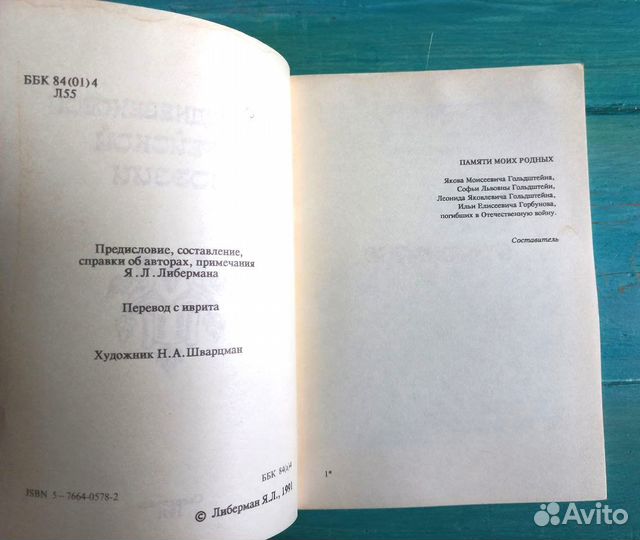 ББК 84(01)4
Л55
Предисловие, составление,
справки об авторах, примечания
Я.Л.Либермана
Перевод с иврита
Художник Н.А.Шварцман
ББК 84(01)4
ISBN 5-7664-0578-2
© Либерман Я.Л., 1991
ПАМЯТИ МОИХ РОДНЫХ
Якова Моисеевича Гольдштейна,
Софьи Львовны Гольдштейн,
Леонида Яковлевича Гольдштейна,
Ильи Елисеевича Горбунова,
погибших в Отечественную войну.
Составитель
1*
Avito